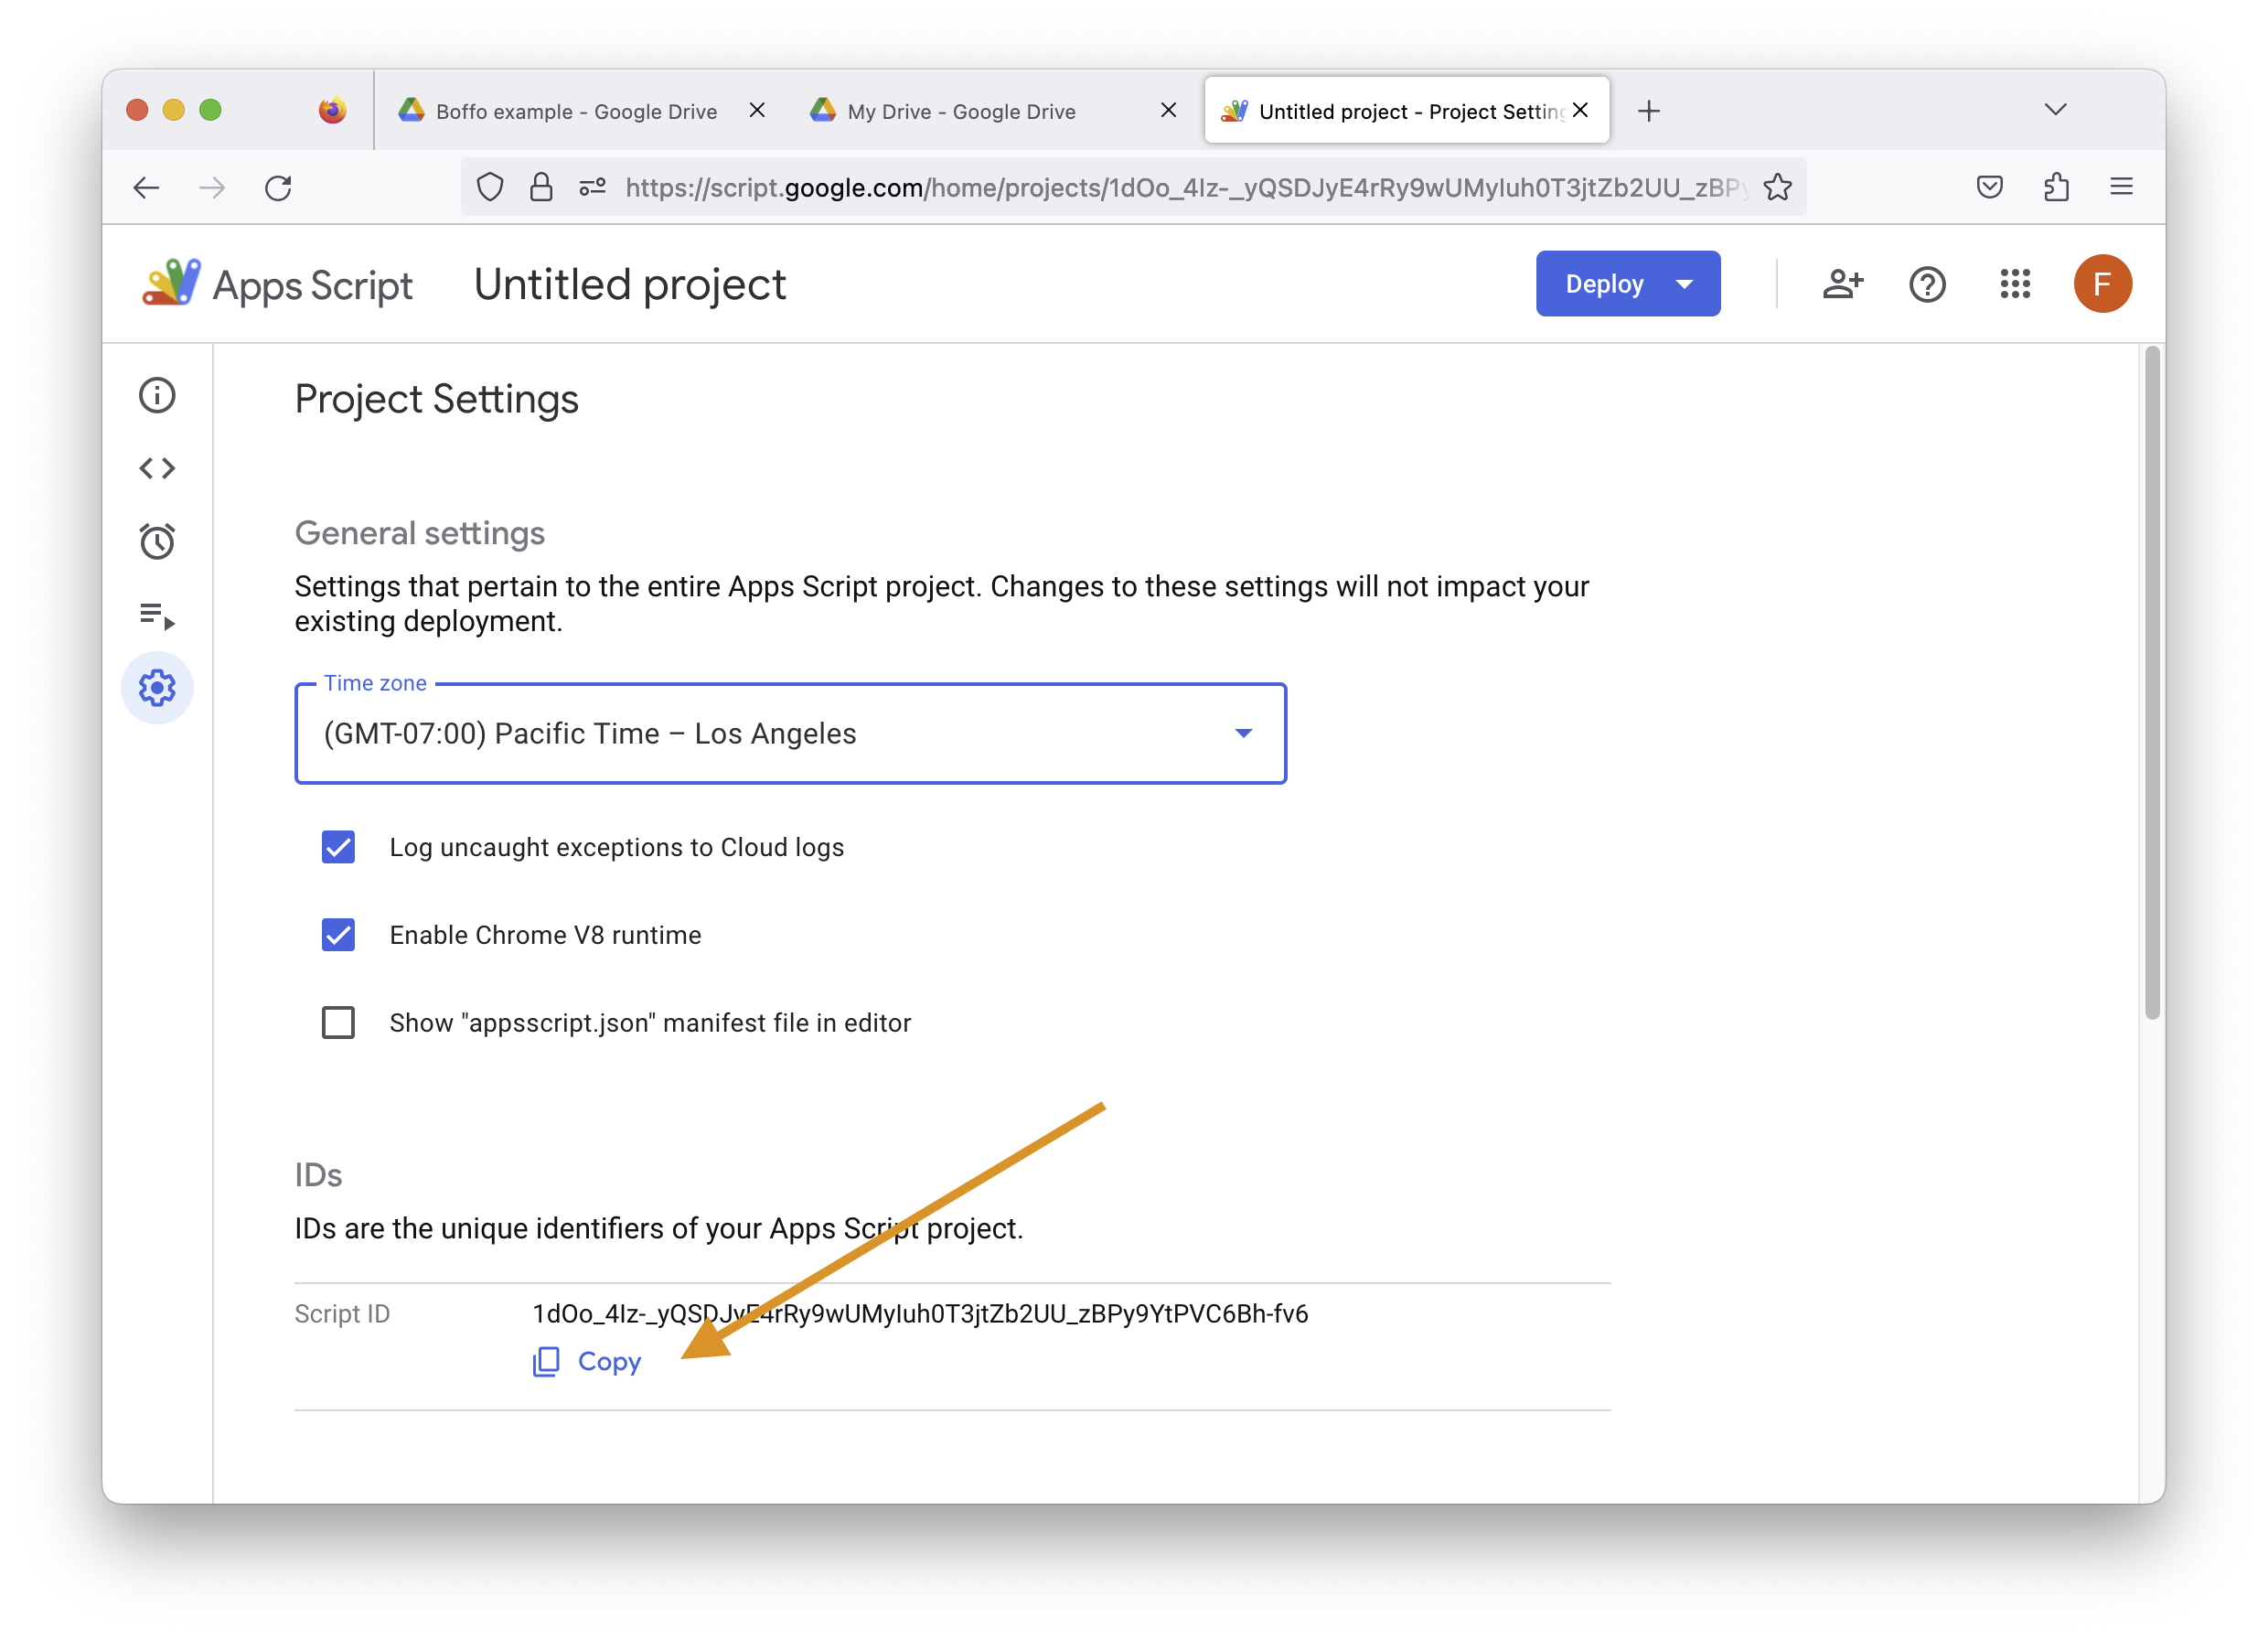 Boffo example - Google Drive
My Drive - Google Drive
Untitled project - Project Setting
https://script.google.com/home/projects/1dOo_4Iz-_yQSDJyE4rRy9wUMyIuh0T3jtZb2UU_zBPy
Apps Script
Untitled project
Deploy
F
Project Settings
General settings
Settings that pertain to the entire Apps Script project. Changes to these settings will not impact your
existing deployment.
Time zone
(GMT-07:00) Pacific Time – Los Angeles
Log uncaught exceptions to Cloud logs
Enable Chrome V8 runtime
Show "appsscript.json" manifest file in editor
IDs
IDs are the unique identifiers of your Apps Script project.
Script ID
1dOo_4Iz-_yQSDJyE4rRy9wUMyIuh0T3jtZb2UU_zBPy9YtPVC6Bh-fv6
Copy